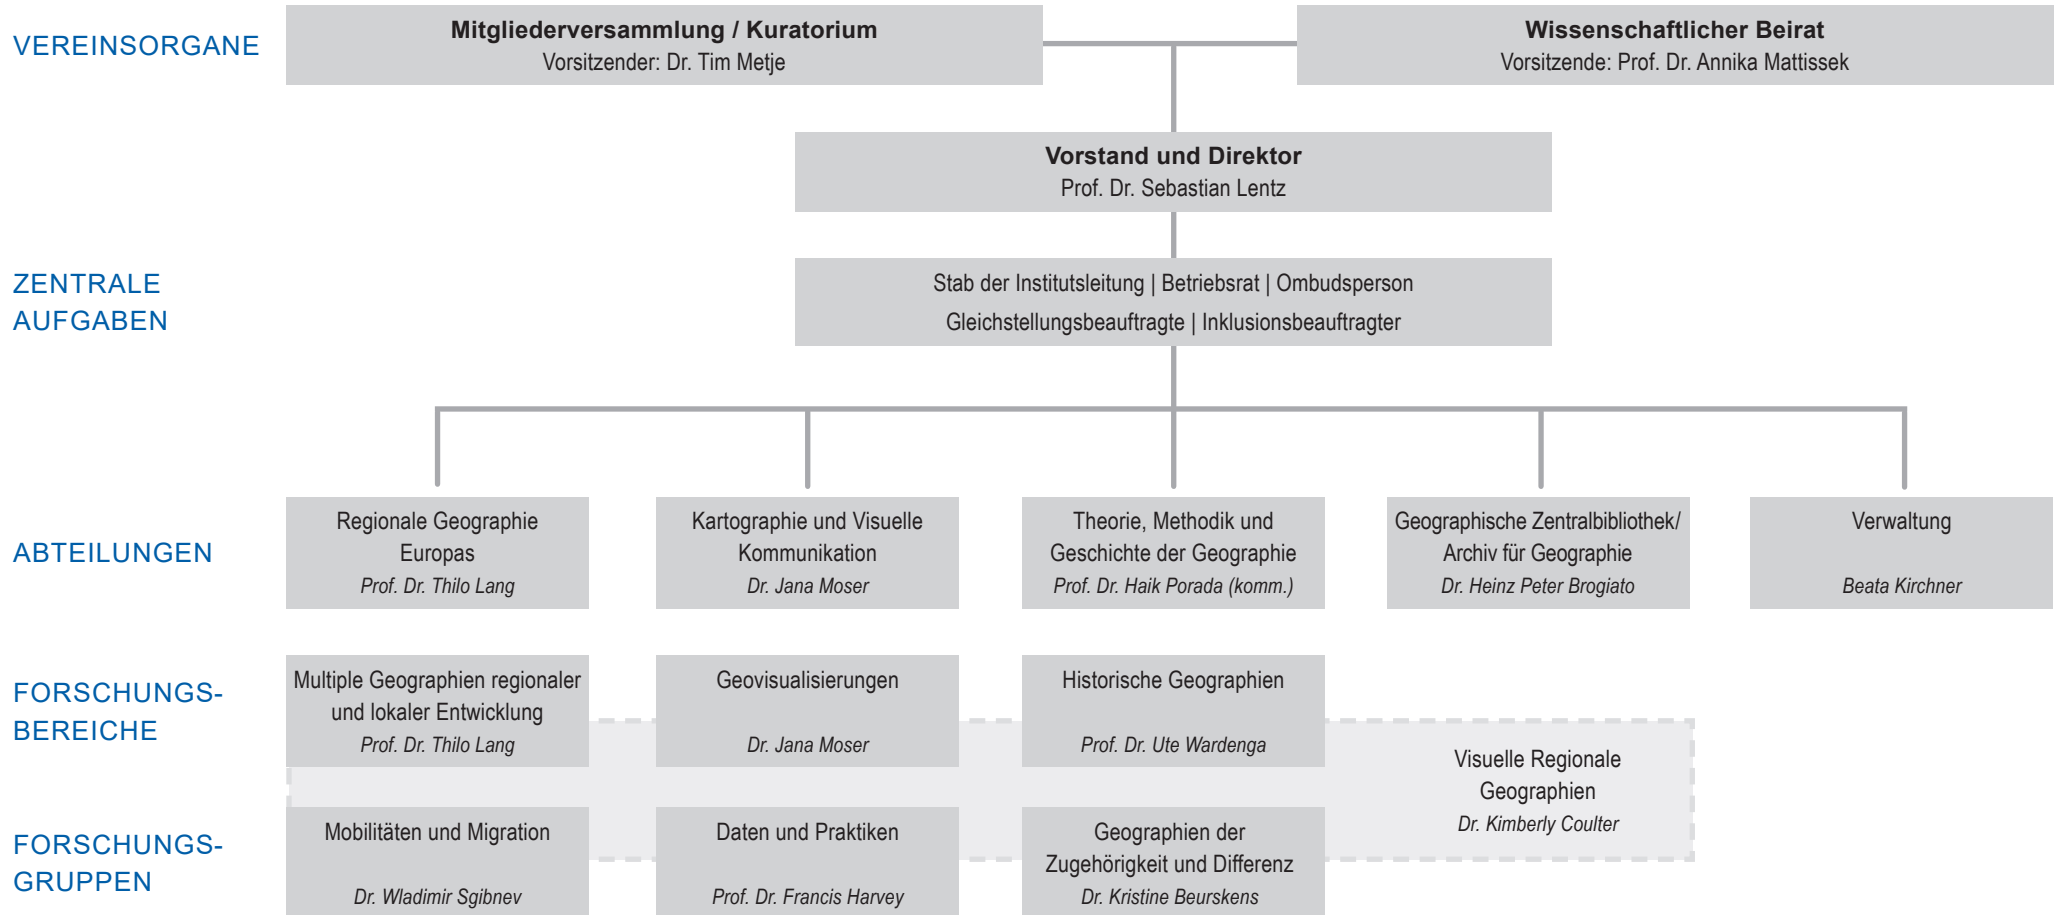 VEREINSORGANE
Mitgliederversammlung / Kuratorium
Vorsitzender: Dr. Tim Metje
Wissenschaftlicher Beirat
Vorsitzende: Prof. Dr. Annika Mattissek
Vorstand und Direktor
Prof. Dr. Sebastian Lentz
ZENTRALE
AUFGABEN
Stab der Institutsleitung | Betriebsrat | Ombudsperson
Gleichstellungsbeauftragte | Inklusionsbeauftragter
ABTEILUNGEN
Regionale Geographie
Europas
Prof. Dr. Thilo Lang
Kartographie und Visuelle
Kommunikation
Dr. Jana Moser
Theorie, Methodik und
Geschichte der Geographie
Prof. Dr. Haik Porada (komm.)
Geographische Zentralbibliothek/
Archiv für Geographie
Dr. Heinz Peter Brogiato
Verwaltung
Beata Kirchner
FORSCHUNGS-
BEREICHE
Multiple Geographien regionaler
und lokaler Entwicklung
Prof. Dr. Thilo Lang
Geovisualisierungen
Dr. Jana Moser
Historische Geographien
Prof. Dr. Ute Wardenga
Visuelle Regionale
Geographien
Dr. Kimberly Coulter
FORSCHUNGS-
GRUPPEN
Mobilitäten und Migration
Dr. Wladimir Sgibnev
Daten und Praktiken
Prof. Dr. Francis Harvey
Geographien der
Zugehörigkeit und Differenz
Dr. Kristine Beurskens